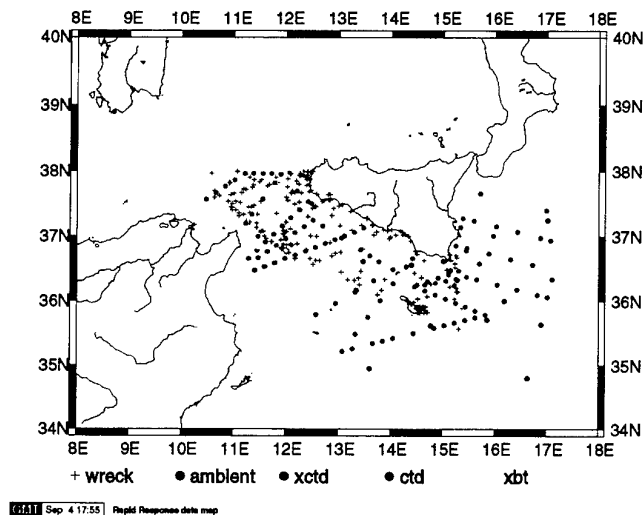 8E 9E 10E 11E 12E 13E 14E 15E 16E 17E 18E
40N 40N
39N 39N
38N 38N
37N 37N
36N 36N
35N 35N
34N 34N
8E 9E 10E 11E 12E 13E 14E 15E 16E 17E 18E
+ wreck ● ambient ● xctd ● ctd xbt
GMT Sep 4 17:55 Rapid Response data map